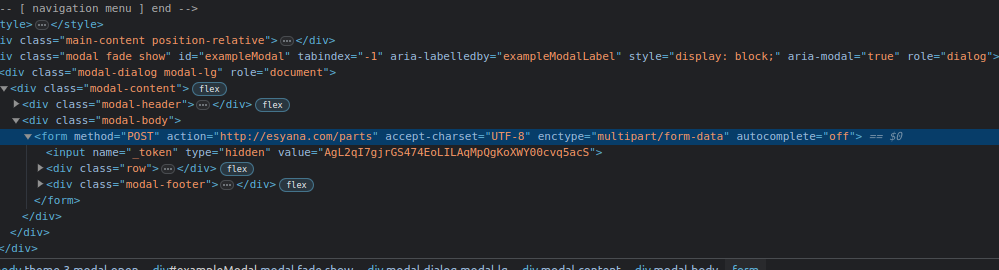 -- [ navigation menu ] end -->
tyle>⋯</style>
iv class="main-content position-relative">⋯</div>
iv class="modal fade show" id="exampleModal" tabindex="-1" aria-labelledby="exampleModalLabel" style="display: block;" aria-modal="true" role="dialog">
<div class="modal-dialog modal-lg" role="document">
<div class="modal-content"> flex
<div class="modal-header">⋯</div> flex
<div class="modal-body">
<form method="POST" action="http://esyana.com/parts" accept-charset="UTF-8" enctype="multipart/form-data" autocomplete="off"> == $0
<input name="_token" type="hidden" value="AgL2qI7gjrGS474EoLILAqMpQgKoXWY00cvq5acS">
<div class="row">⋯</div> flex
<div class="modal-footer">⋯</div> flex
</form>
</div>
</div>
</div>
body.theme-3.modal-open div#exampleModal.modal.fade.show div.modal-dialog.modal-lg div.modal-content div.modal-body form